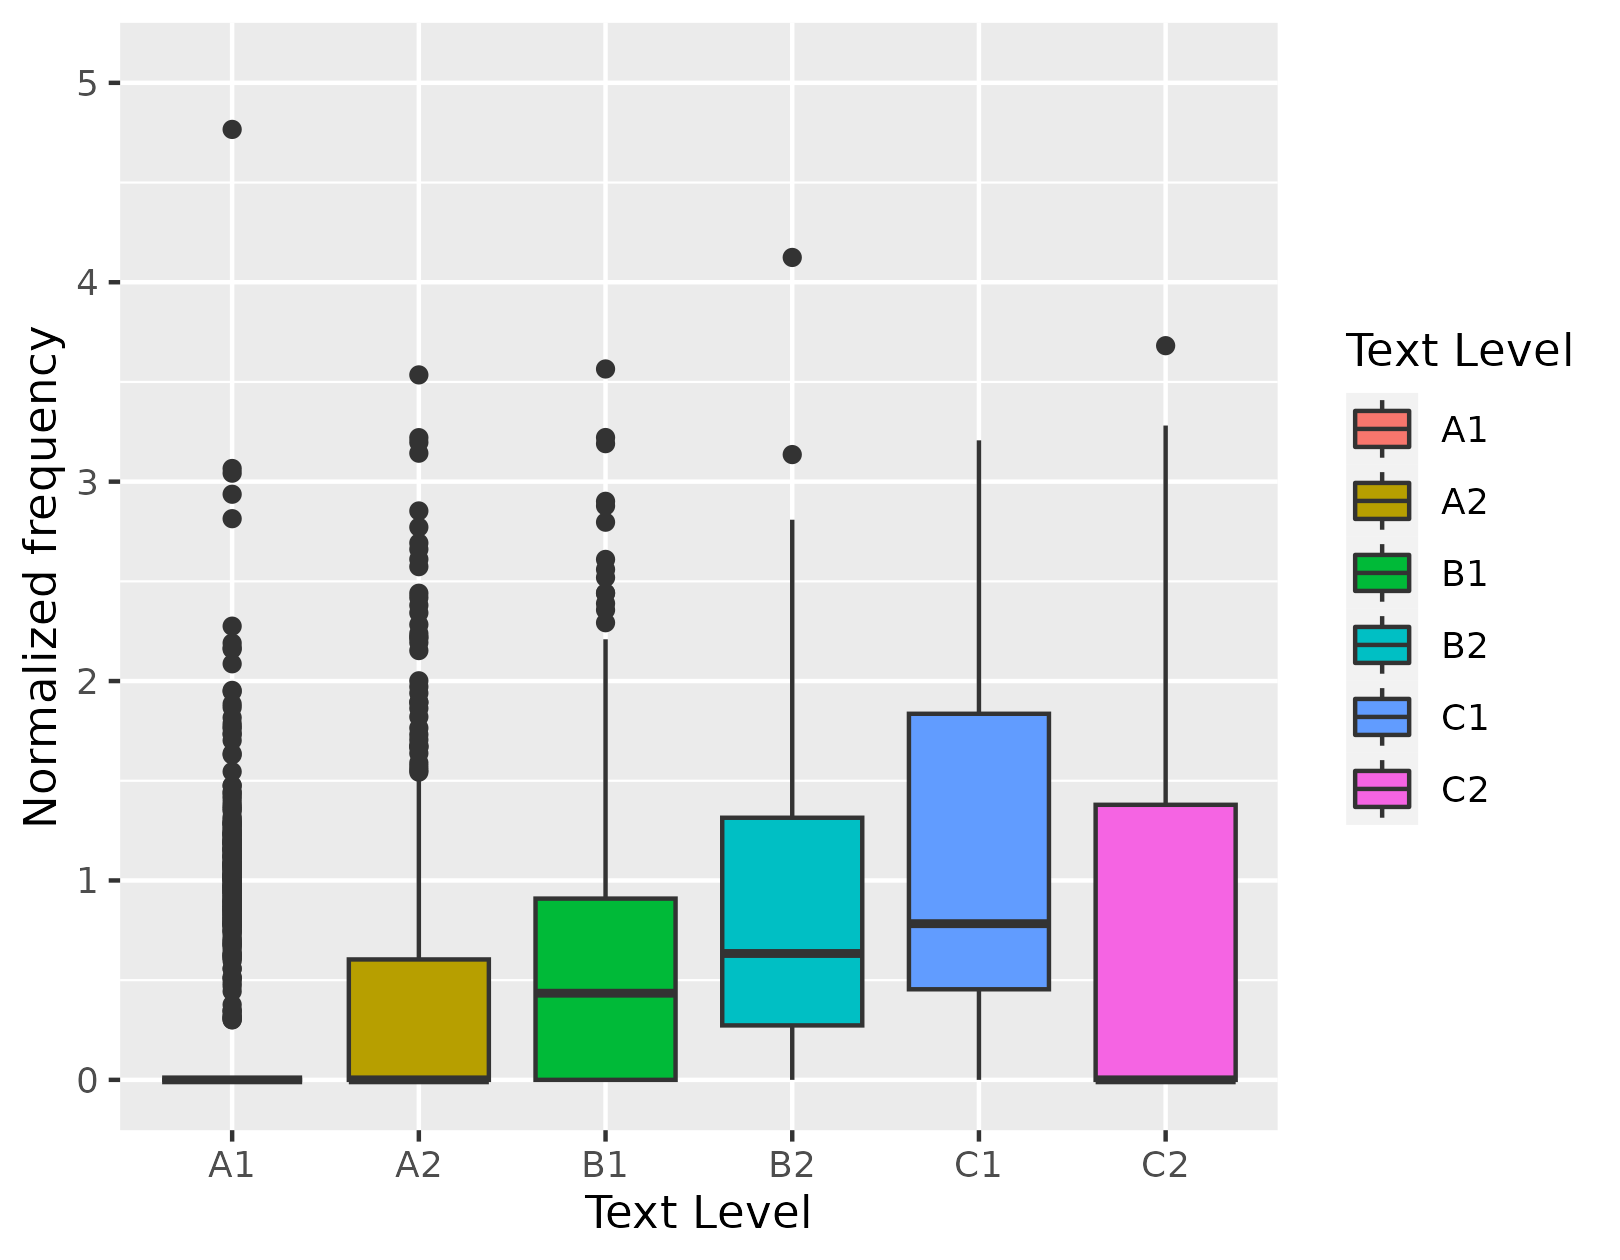 5
4
3
2
1
0
Normalized frequency
A1 A2 B1 B2 C1 C2
Text Level
Text Level
A1
A2
B1
B2
C1
C2